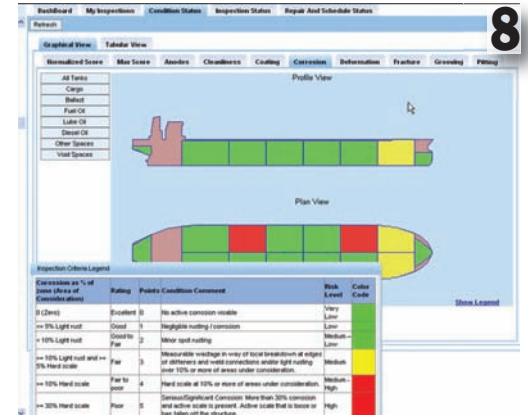 8
DashBoard My Inspections Condition Status Inspection Status Repair And Schedule Status
Refresh
Graphical View Tabular View
Normalized Score Max Score Anodes Cleanliness Coating Corrosion Deformation Fracture Grooving Pitting
All Tanks
Cargo
Ballast
Fuel Oil
Lube Oil
Diesel Oil
Other Spaces
Void Spaces
Profile View
Plan View
Show Legend
Inspection Criteria Legend
Corrosion as % of zone (Area of Consideration) Rating Points Condition Comment Risk Level Color Code
0 (Zero) Excellent 0 No active corrosion visible Very Low
<= 5% Light rust Good 1 Negligible rusting / corrosion Low
< 10% Light rust Good to Fair 2 Minor spot rusting Medium-Low
>= 10% Light rust and >= 5% Hard scale Fair 3 Measurable wastage in way of local breakdown at edges of stiffeners and weld connections and/or light rusting over 10% or more of areas under consideration. Medium
>= 10% Hard scale Fair to poor 4 Hard scale at 10% or more of areas under consideration. Medium-High
>= 30% Hard scale Poor 5 Serious/Significant Corrosion: More than 30% corrosion and active scale is present. Active scale that is loose or has fallen off the structure. High